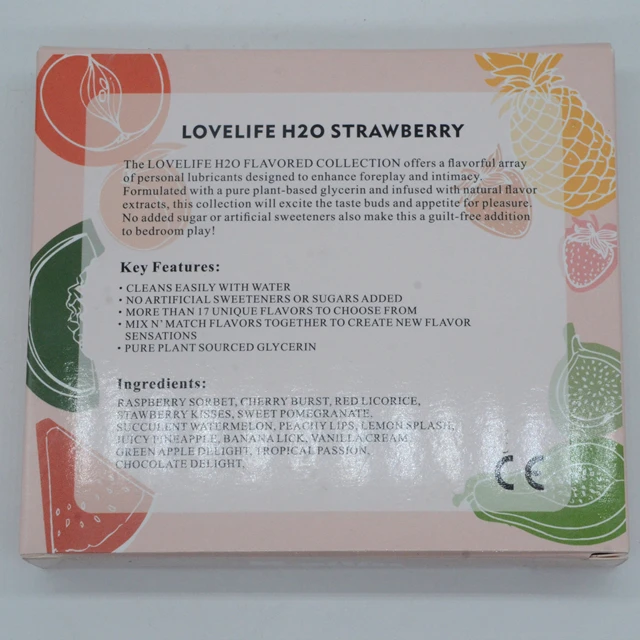 LOVELIFE H2O STRAWBERRY
The LOVELIFE H2O FLAVORED COLLECTION offers a flavorful array
of personal lubricants designed to enhance foreplay and intimacy.
Formulated with a pure plant-based glycerin and infused with natural flavor
extracts, this collection will excite the taste buds and appetite for pleasure.
No added sugar or artificial sweeteners also make this a guilt-free addition
to bedroom play!
Key Features:
• CLEANS EASILY WITH WATER
• NO ARTIFICIAL SWEETENERS OR SUGARS ADDED
• MORE THAN 17 UNIQUE FLAVORS TO CHOOSE FROM
• MIX N' MATCH FLAVORS TOGETHER TO CREATE NEW FLAVOR
SENSATIONS
• PURE PLANT SOURCED GLYCERIN
Ingredients:
RASPBERRY SORBET, CHERRY BURST, RED LICORICE,
STAWBERRY KISSES, SWEET POMEGRANATE,
SUCCULENT WATERMELON, PEACHY LIPS, LEMON SPLASH,
JUICY PINEAPPLE, BANANA LICK, VANILLA CREAM,
GREEN APPLE DELIGHT, TROPICAL PASSION,
CHOCOLATE DELIGHT,
CE